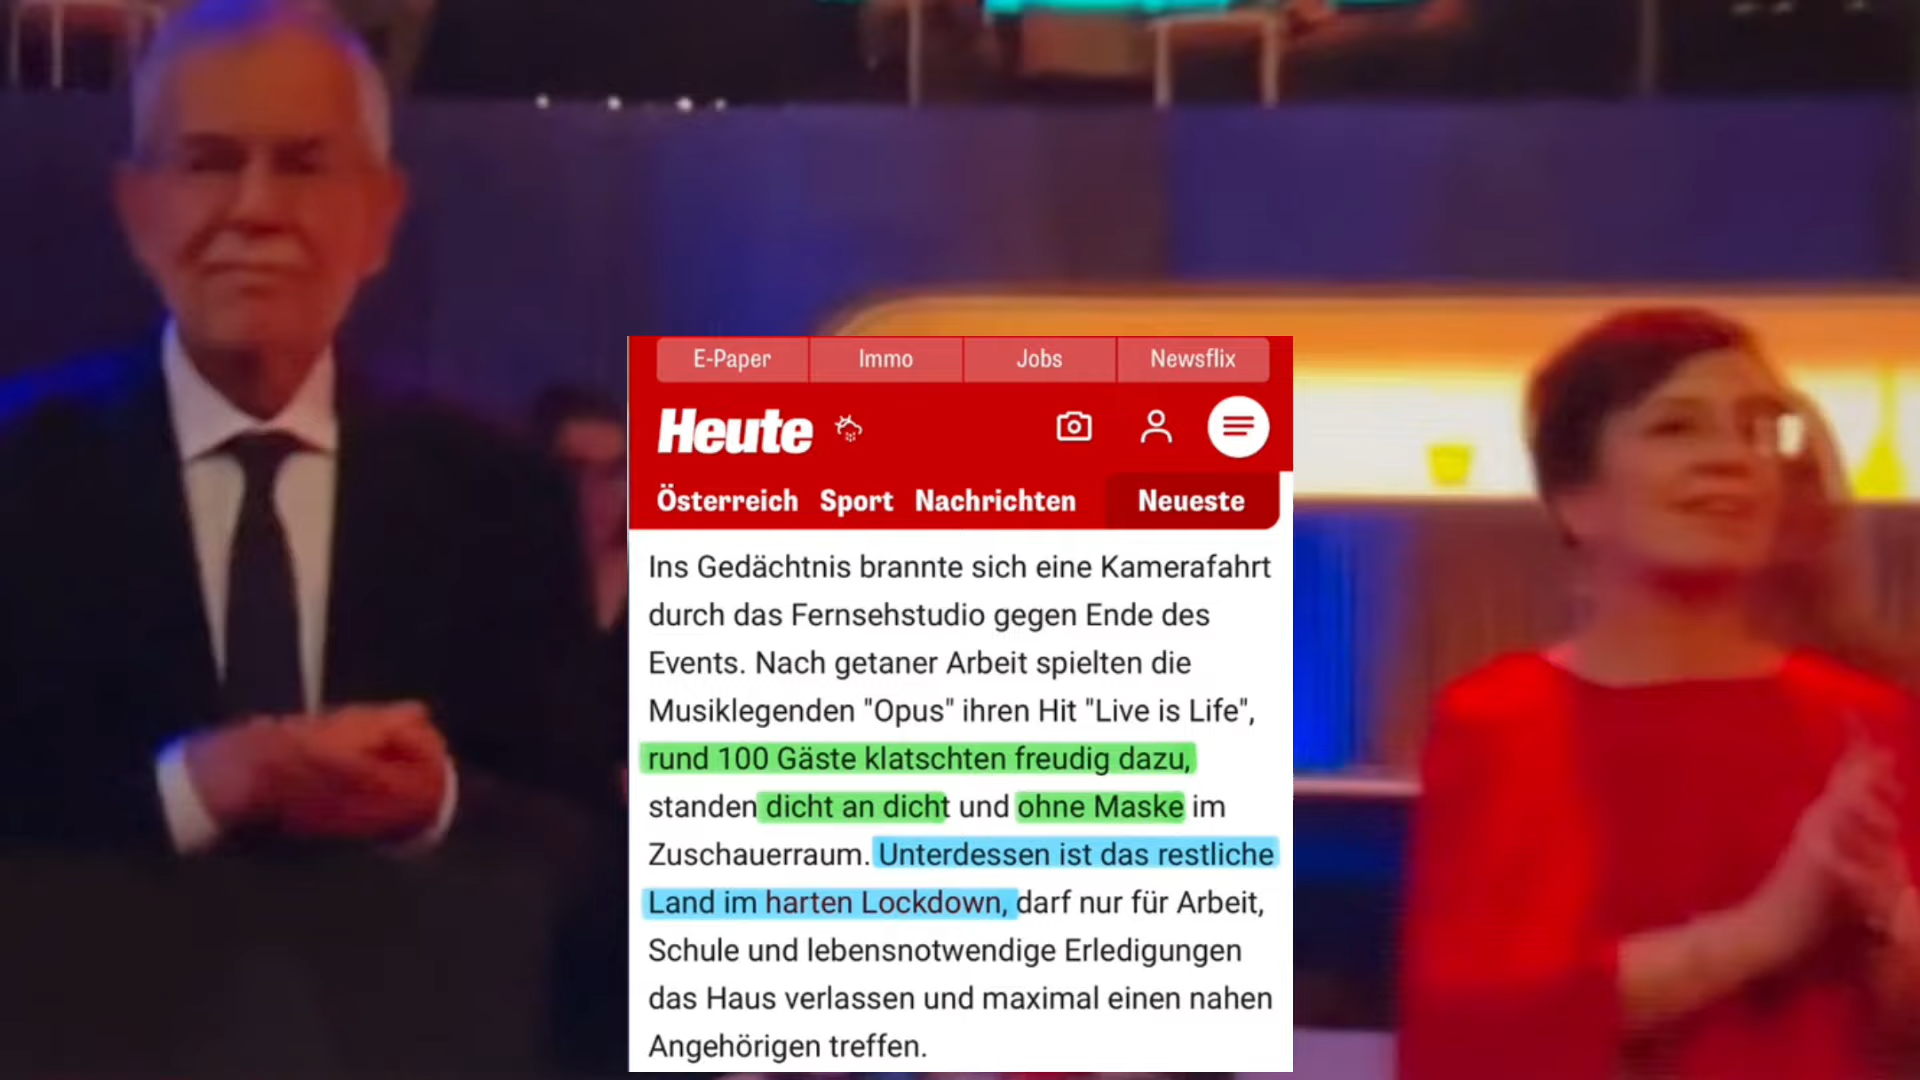 E-Paper Immo Jobs Newsflix
Heute
Österreich Sport Nachrichten Neueste
Ins Gedächtnis brannte sich eine Kamerafahrt
durch das Fernsehstudio gegen Ende des
Events. Nach getaner Arbeit spielten die
Musiklegenden "Opus" ihren Hit "Live is Life",
rund 100 Gäste klatschten freudig dazu,
standen dicht an dicht und ohne Maske im
Zuschauerraum. Unterdessen ist das restliche
Land im harten Lockdown, darf nur für Arbeit,
Schule und lebensnotwendige Erledigungen
das Haus verlassen und maximal einen nahen
Angehörigen treffen.